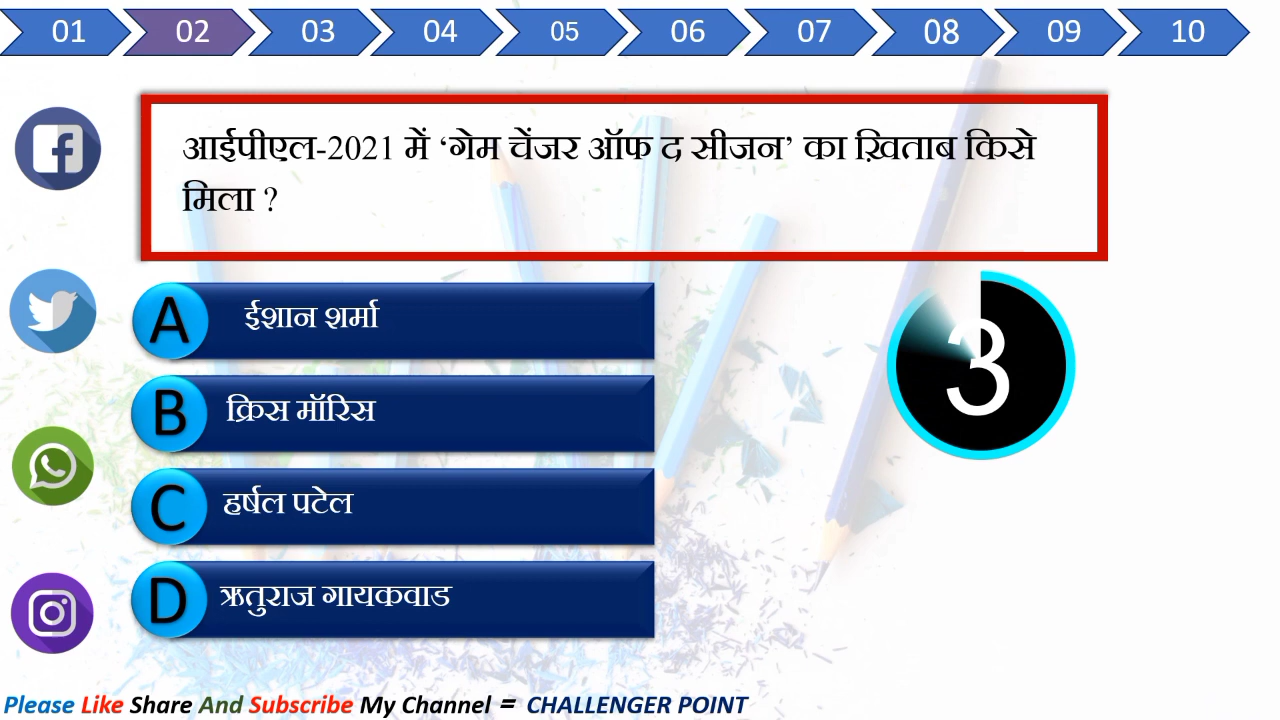 01 02 03 04 05 06 07 08 09 10
आईपीएल-2021 में ‘गेम चेंजर ऑफ द सीजन’ का ख़िताब किसे
मिला ?
A ईशान शर्मा
3
B क्रिस मॉरिस
C हर्षल पटेल
D ऋतुराज गायकवाड
Please Like Share And Subscribe My Channel = CHALLENGER POINT